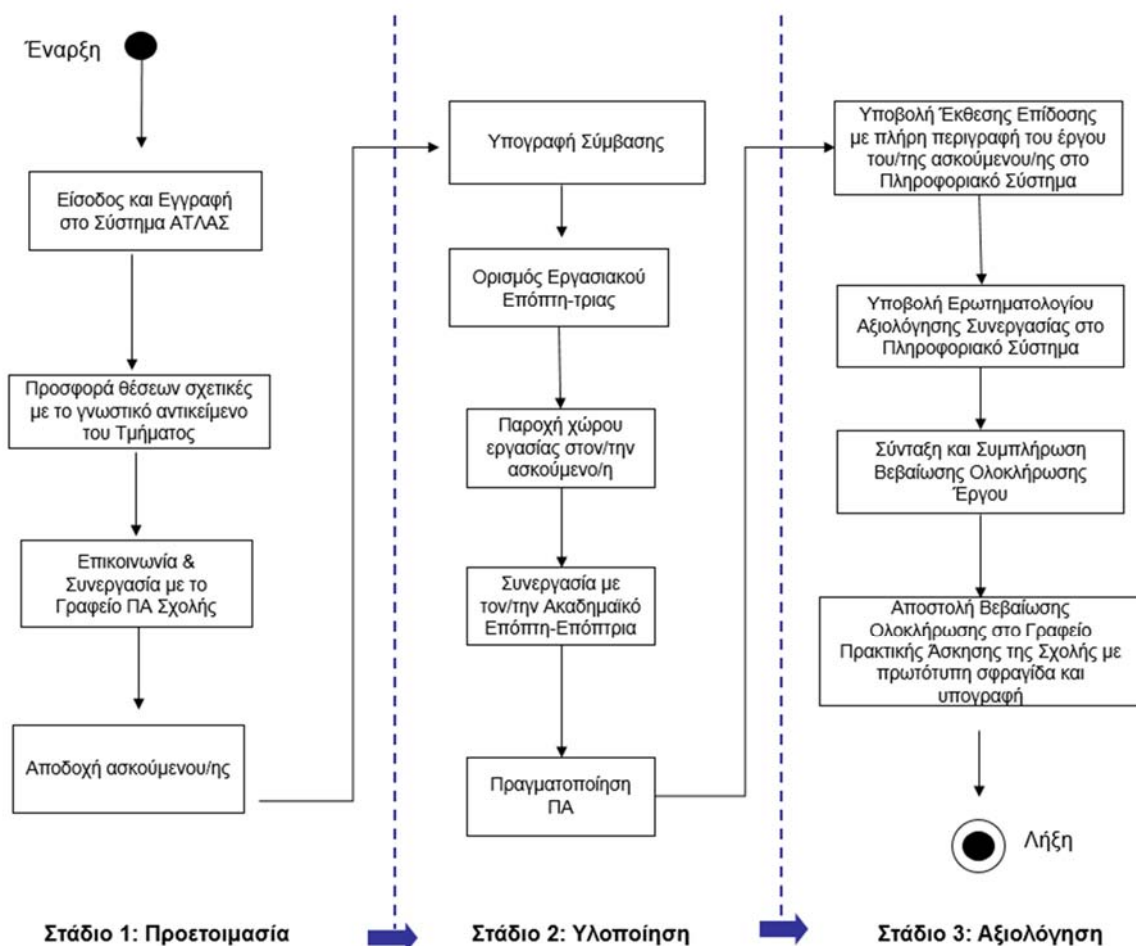 Έναρξη
Είσοδος και Εγγραφή
στο Σύστημα ΑΤΛΑΣ
Προσφορά θέσεων σχετικές
με το γνωστικό αντικείμενο
του Τμήματος
Επικοινωνία &
Συνεργασία με το
Γραφείο ΠΑ Σχολής
Αποδοχή ασκούμενου/ης
Στάδιο 1: Προετοιμασία
Υπογραφή Σύμβασης
Ορισμός Εργασιακού
Επόπτη-τριας
Παροχή χώρου
εργασίας στον/την
ασκούμενο/η
Συνεργασία με
τον/την Ακαδημαϊκό
Επόπτη-Επόπτρια
Πραγματοποίηση
ΠΑ
Στάδιο 2: Υλοποίηση
Υποβολή Έκθεσης Επίδοσης
με πλήρη περιγραφή του έργου
του/της ασκούμενου/ης στο
Πληροφοριακό Σύστημα
Υποβολή Ερωτηματολογίου
Αξιολόγησης Συνεργασίας στο
Πληροφοριακό Σύστημα
Σύνταξη και Συμπλήρωση
Βεβαίωσης Ολοκλήρωσης
Έργου
Αποστολή Βεβαίωσης
Ολοκλήρωσης στο Γραφείο
Πρακτικής Άσκησης της Σχολής με
πρωτότυπη σφραγίδα και
υπογραφή
Λήξη
Στάδιο 3: Αξιολόγηση